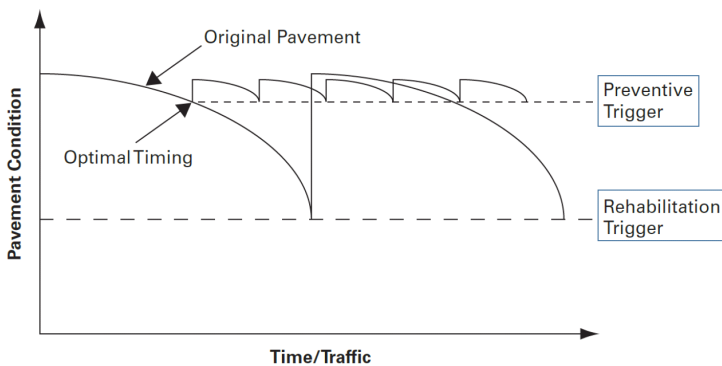 Original Pavement
Preventive
Trigger
Optimal Timing
Rehabilitation
Trigger
Pavement Condition
Time/Traffic